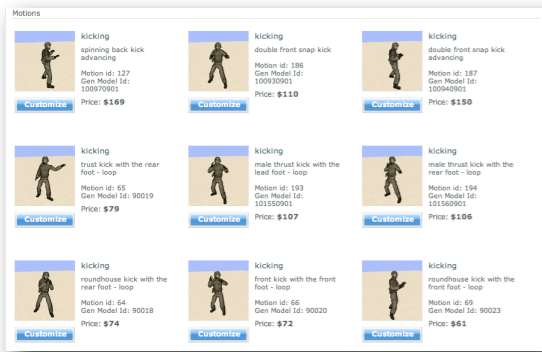 Motions
kicking
spinning back kick
advancing
Motion id: 127
Gen Model Id:
100970901
Price: $169
Customize
kicking
double front snap kick
Motion id: 186
Gen Model Id:
100930901
Price: $110
Customize
kicking
double front snap kick
advancing
Motion id: 187
Gen Model Id:
100940901
Price: $150
Customize
kicking
trust kick with the rear
foot - loop
Motion id: 65
Gen Model Id: 90019
Price: $79
Customize
kicking
male thrust kick with the
lead foot - loop
Motion id: 193
Gen Model Id:
101550901
Price: $107
Customize
kicking
male thrust kick with the
rear foot - loop
Motion id: 194
Gen Model Id:
101560901
Price: $106
Customize
kicking
roundhouse kick with the
rear foot - loop
Motion id: 64
Gen Model Id: 90018
Price: $74
Customize
kicking
front kick with the front
foot - loop
Motion id: 66
Gen Model Id: 90020
Price: $72
Customize
kicking
roundhouse kick with the
front foot - loop
Motion id: 69
Gen Model Id: 90023
Price: $61
Customize